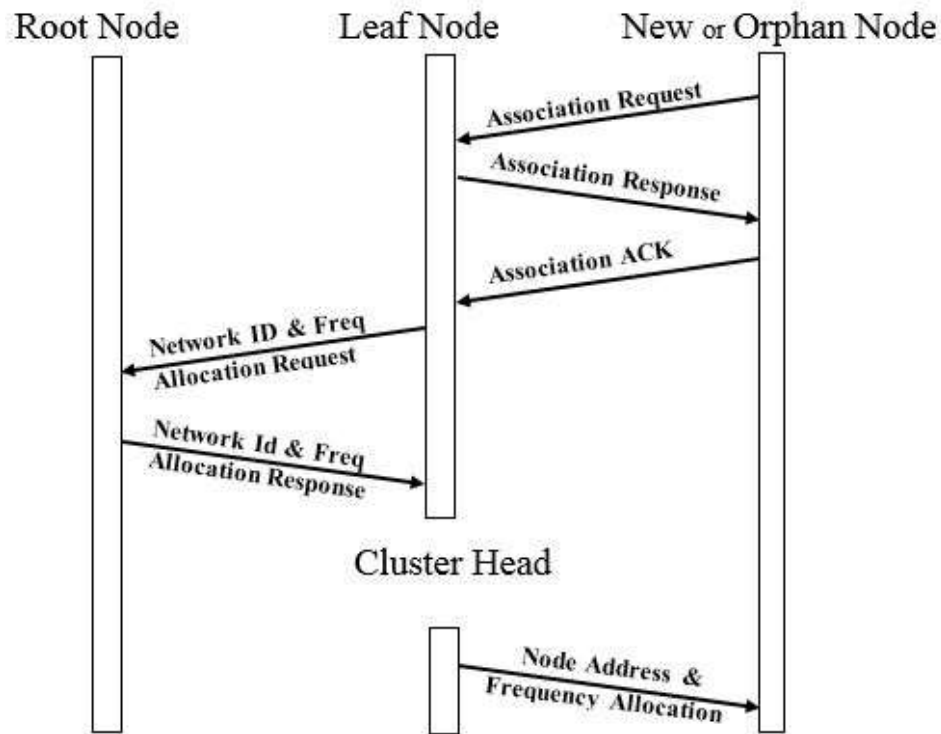 Root Node
Leaf Node
New or Orphan Node
Association Request
Association Response
Association ACK
Network ID & Freq
Allocation Request
Network Id & Freq
Allocation Response
Cluster Head
Node Address &
Frequency Allocation